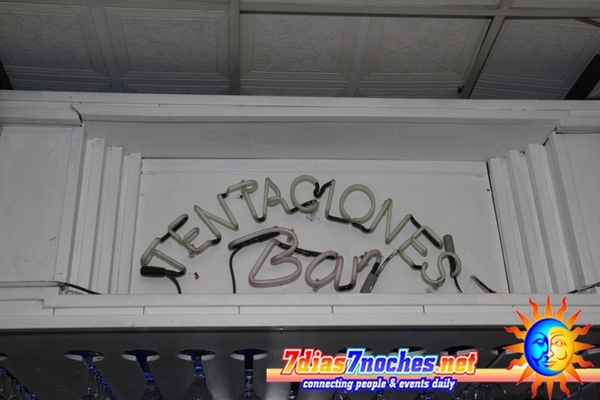 TENTACIONES
Bar
7dias7noches.net
connecting people & events daily